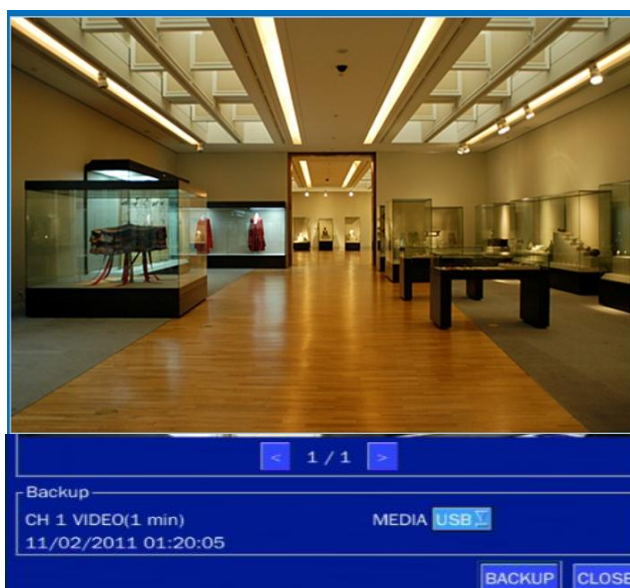 < 1 / 1 >
Backup
CH 1 VIDEO(1 min) MEDIA USB
11/02/2011 01:20:05
BACKUP CLOSE